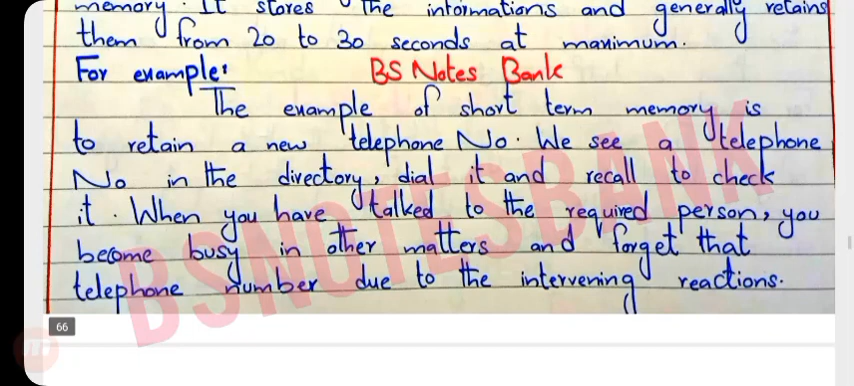 memory. It stores the informations and generally retains
them from 20 to 30 seconds at maximum.
For example:
BS Notes Bank
The example of short term memory is
to retain a new telephone No. We see a telephone
No in the directory, dial it and recall to check
it. When you have talked to the required person, you
become busy in other matters and forget that
telephone number due to the intervening reactions.
BSNOTESBANK
66